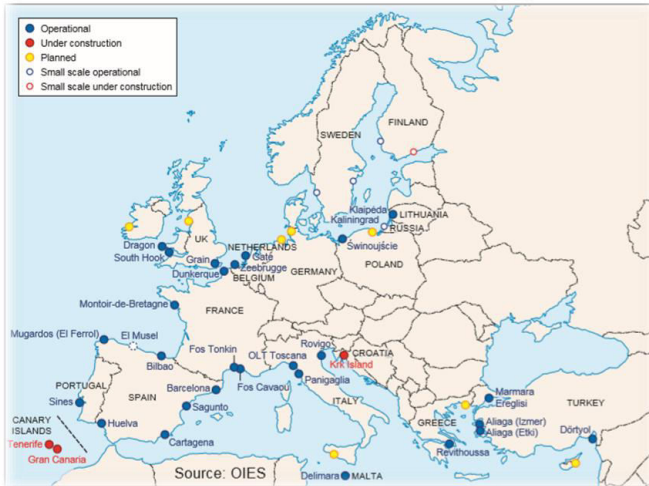 Operational
Under construction
Planned
Small scale operational
Small scale under construction
FINLAND
SWEDEN
Klaipėda
LITHUANIA
Kaliningrad
RUSSIA
UK
NETHERLANDS
Dragon
South Hook
Grain
Gate
Zeebrugge
Świnoujście
Dunkerque
BELGIUM
GERMANY
POLAND
Montoir-de-Bretagne
FRANCE
Mugardos (El Ferrol)
El Musel
Fos Tonkin
OLT Toscana
Rovigo
CROATIA
Krk Island
Bilbao
Fos Cavaou
Panigaglia
PORTUGAL
SPAIN
Barcelona
ITALY
Marmara
Ereglisi
TURKEY
Sines
Sagunto
GREECE
Aliaga (Izmer)
Aliaga (Etki)
Dörtyol
CANARY
ISLANDS
Huelva
Cartagena
Revithoussa
Tenerife
Gran Canaria
Source: OIES
Delimara
MALTA